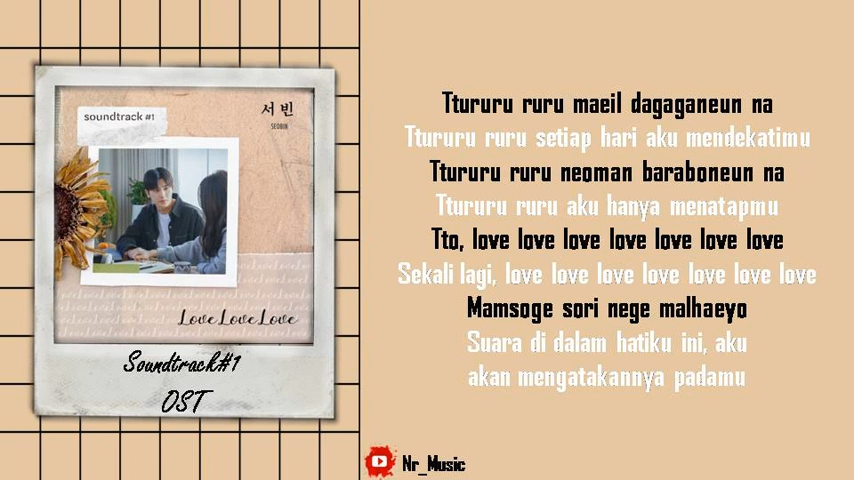 soundtrack #1
서 빈
SEOBIN
Love Love Love
Soundtrack#1
OST
Ttururu ruru maeil dagaganeun na
Ttururu ruru setiap hari aku mendekatimu
Ttururu ruru neoman baraboneun na
Ttururu ruru aku hanya menatapmu
Tto, love love love love love love love
Sekali lagi, love love love love love love love
Mamsoge sori nege malhaeyo
Suara di dalam hatiku ini, aku
akan mengatakannya padamu
Nr_Music